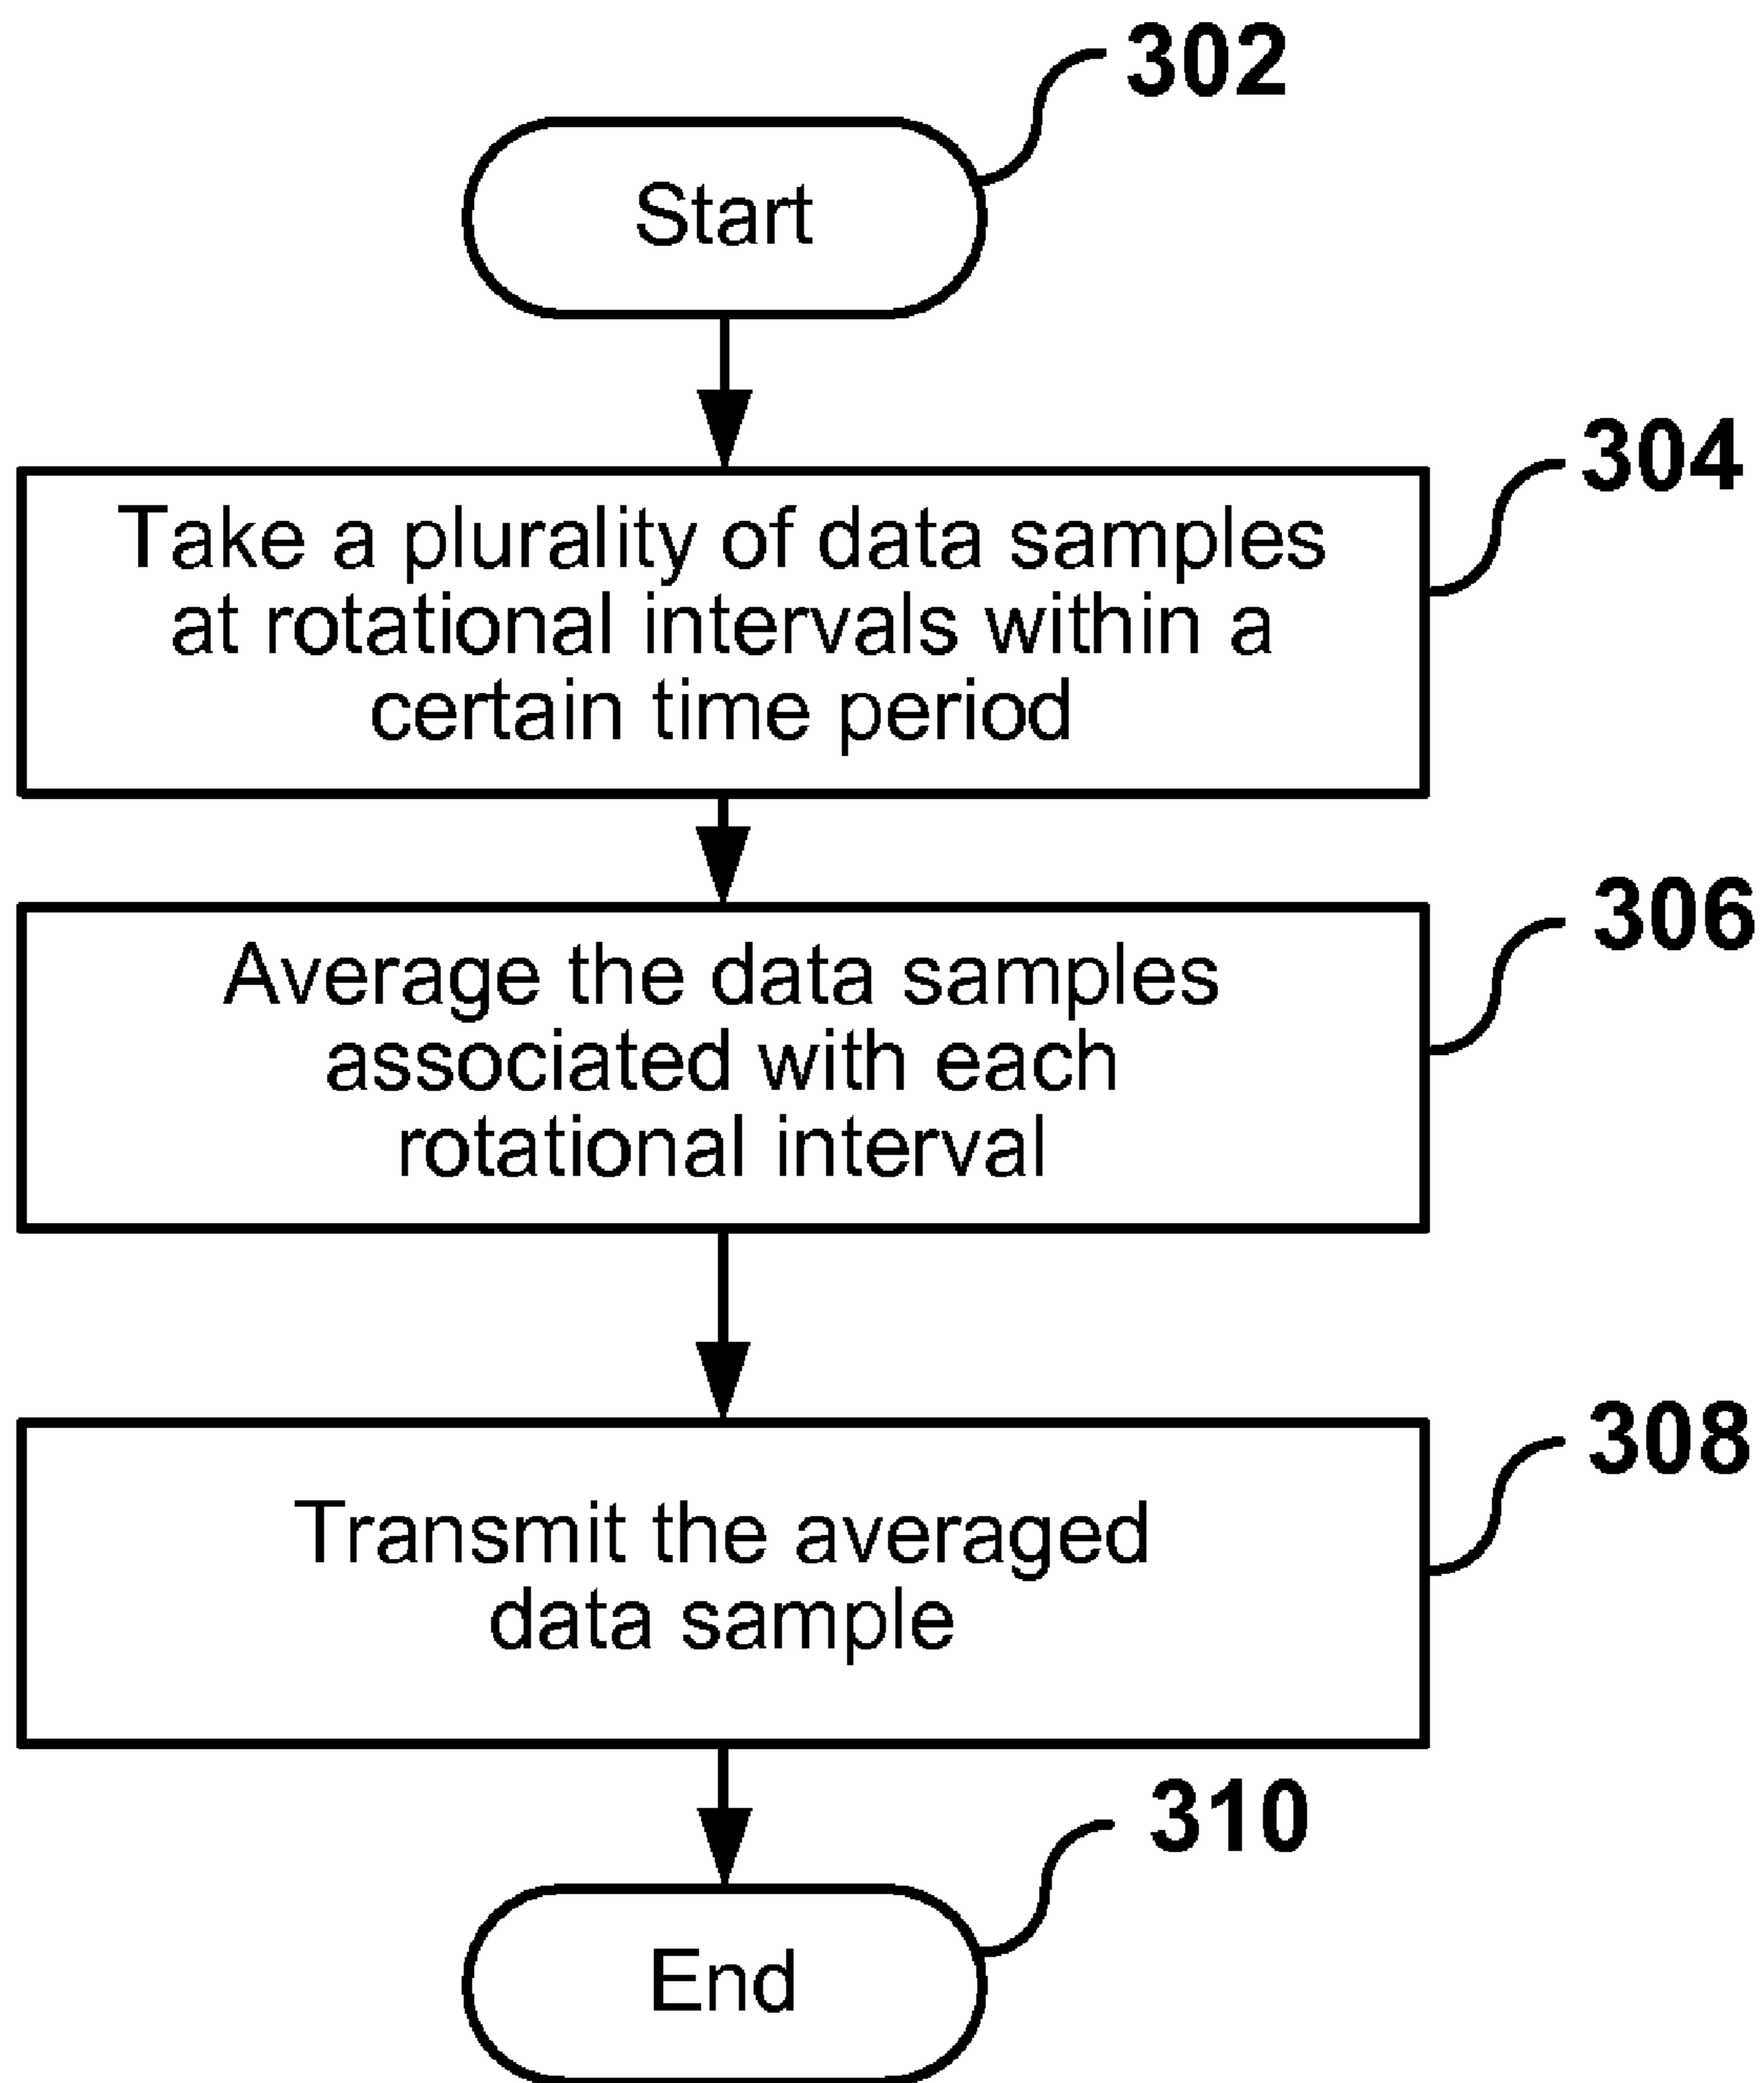 302
Start
304
Take a plurality of data samples
at rotational intervals within a
certain time period
306
Average the data samples
associated with each
rotational interval
308
Transmit the averaged
data sample
310
End